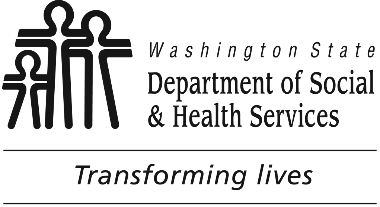 Washington State
Department of Social
& Health Services
Transforming lives